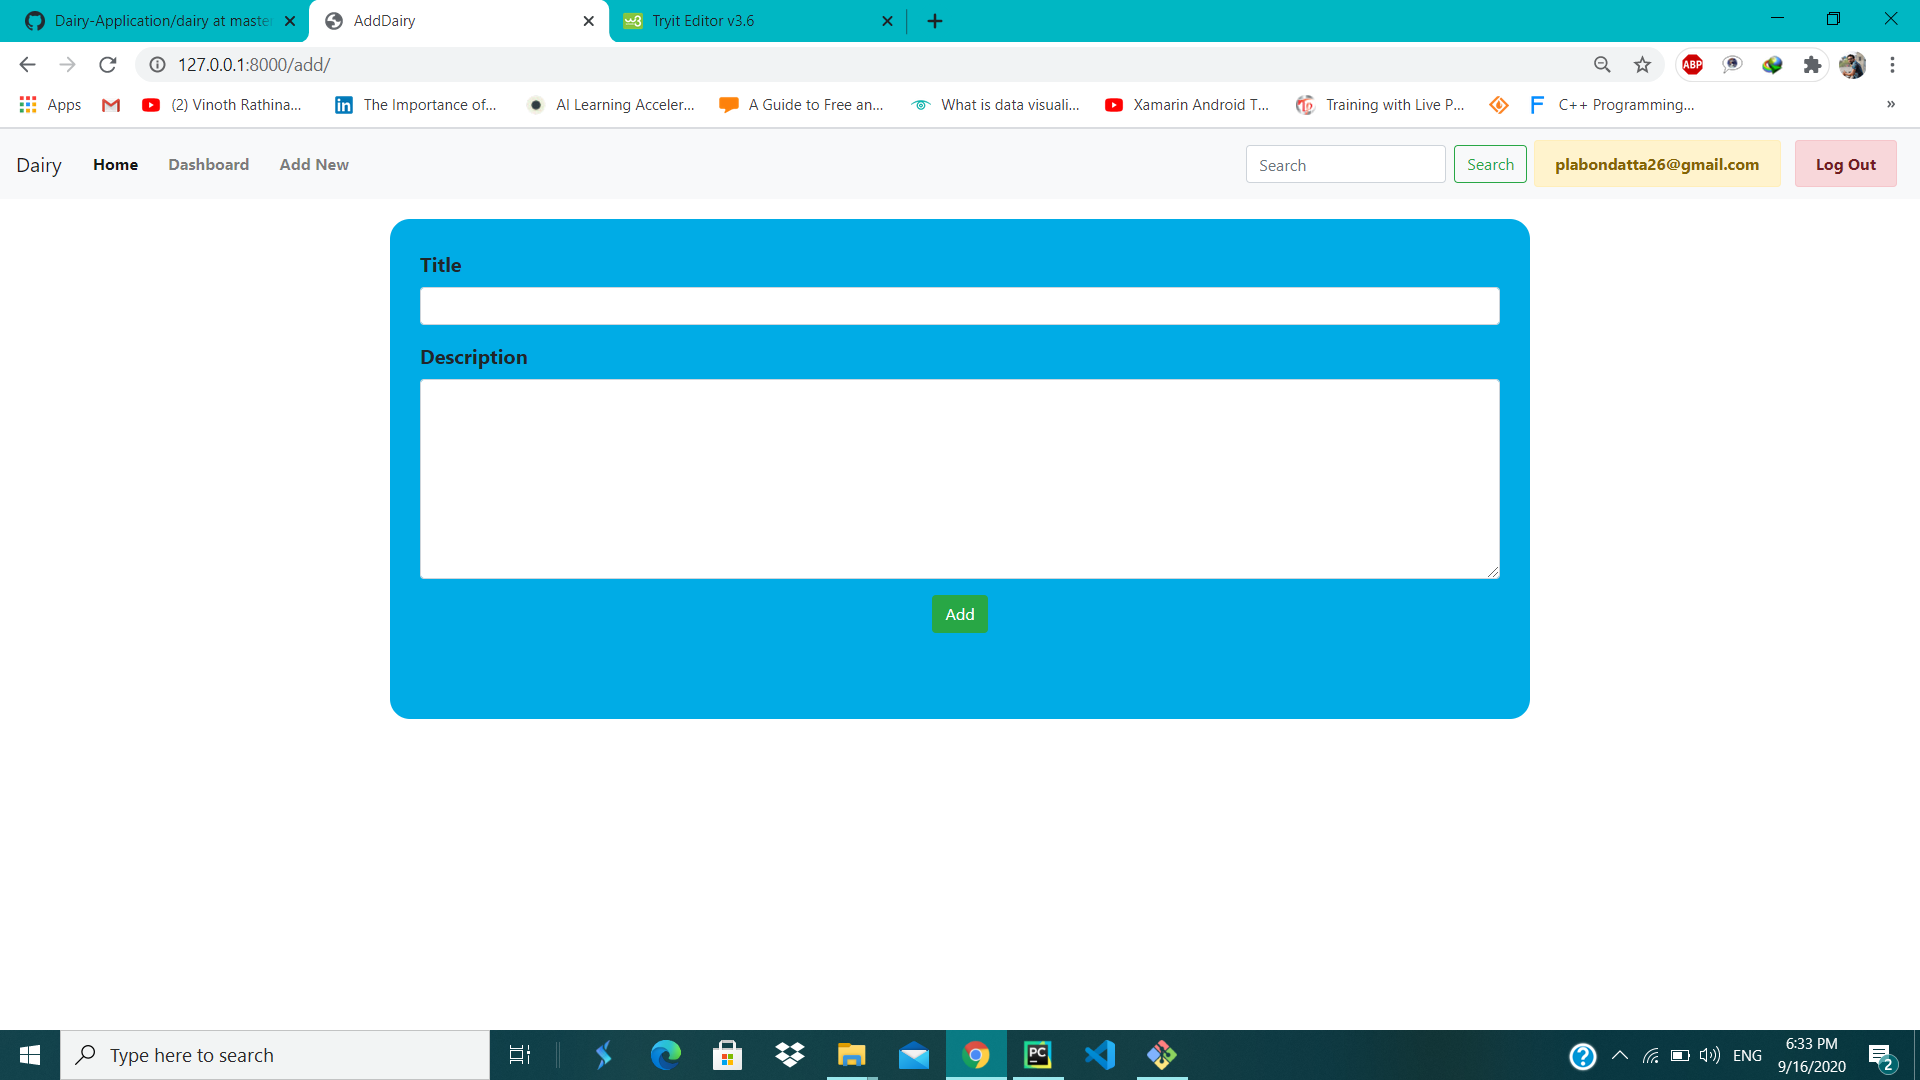 Dairy-Application/dairy at maste
AddDairy
Tryit Editor v3.6
127.0.0.1:8000/add/
ABP
Apps
(2) Vinoth Rathina...
The Importance of...
AI Learning Acceler...
A Guide to Free an...
What is data visuali...
Xamarin Android T...
Training with Live P...
C++ Programming...
»
Dairy
Home
Dashboard
Add New
Search
Search
plabondatta26@gmail.com
Log Out
Title
Description
Add
Type here to search
PC
ENG
6:33 PM
9/16/2020
2